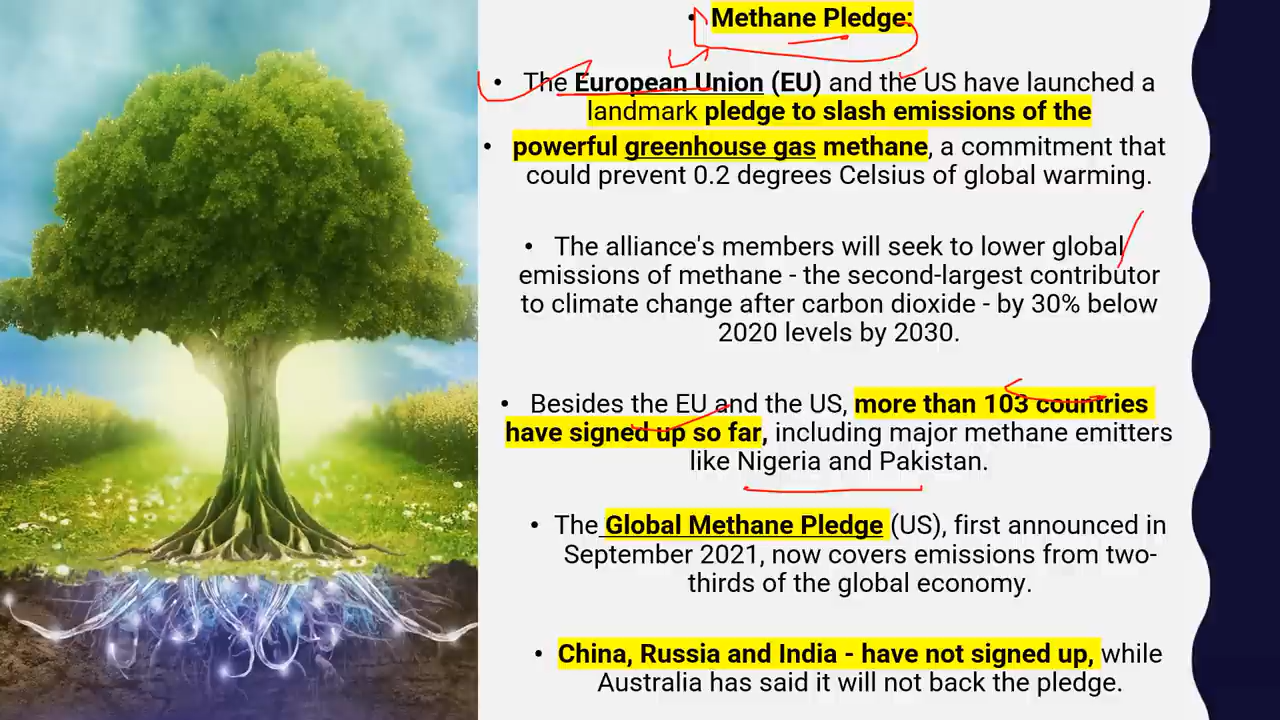 • Methane Pledge:
• The European Union (EU) and the US have launched a
landmark pledge to slash emissions of the
• powerful greenhouse gas methane, a commitment that
could prevent 0.2 degrees Celsius of global warming.
• The alliance's members will seek to lower global
emissions of methane - the second-largest contributor
to climate change after carbon dioxide - by 30% below
2020 levels by 2030.
• Besides the EU and the US, more than 103 countries
have signed up so far, including major methane emitters
like Nigeria and Pakistan.
• The Global Methane Pledge (US), first announced in
September 2021, now covers emissions from two-
thirds of the global economy.
• China, Russia and India - have not signed up, while
Australia has said it will not back the pledge.